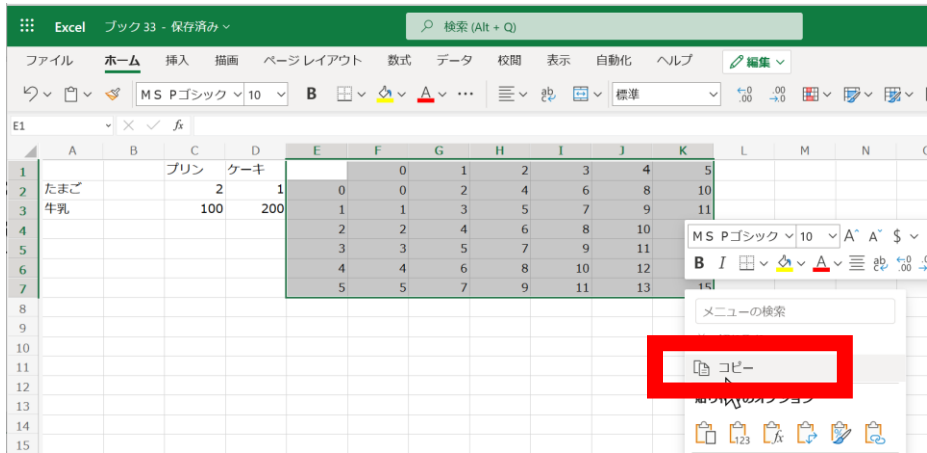 Excel ブック 33 - 保存済み 検索 (Alt + Q)
ファイル ホーム 挿入 描画 ページ レイアウト 数式 データ 校閲 表示 自動化 ヘルプ 編集
ＭＳ Ｐゴシック 10 B A … 標準 .00
E1 fx
A B C D E F G H I J K L M N
1 プリン ケーキ 0 1 2 3 4 5
2 たまご 2 1 0 0 2 4 6 8 10
3 牛乳 100 200 1 1 3 5 7 9 11
4 2 2 4 6 8 10
ＭＳ Ｐゴシック 10 A^ A˅ $
5 3 3 5 7 9 11
B I A .00
6 4 4 6 8 10 12
7 5 5 7 9 11 13 15
8
メニューの検索
9
10
11 コピー
12
13
14
123 fx
15